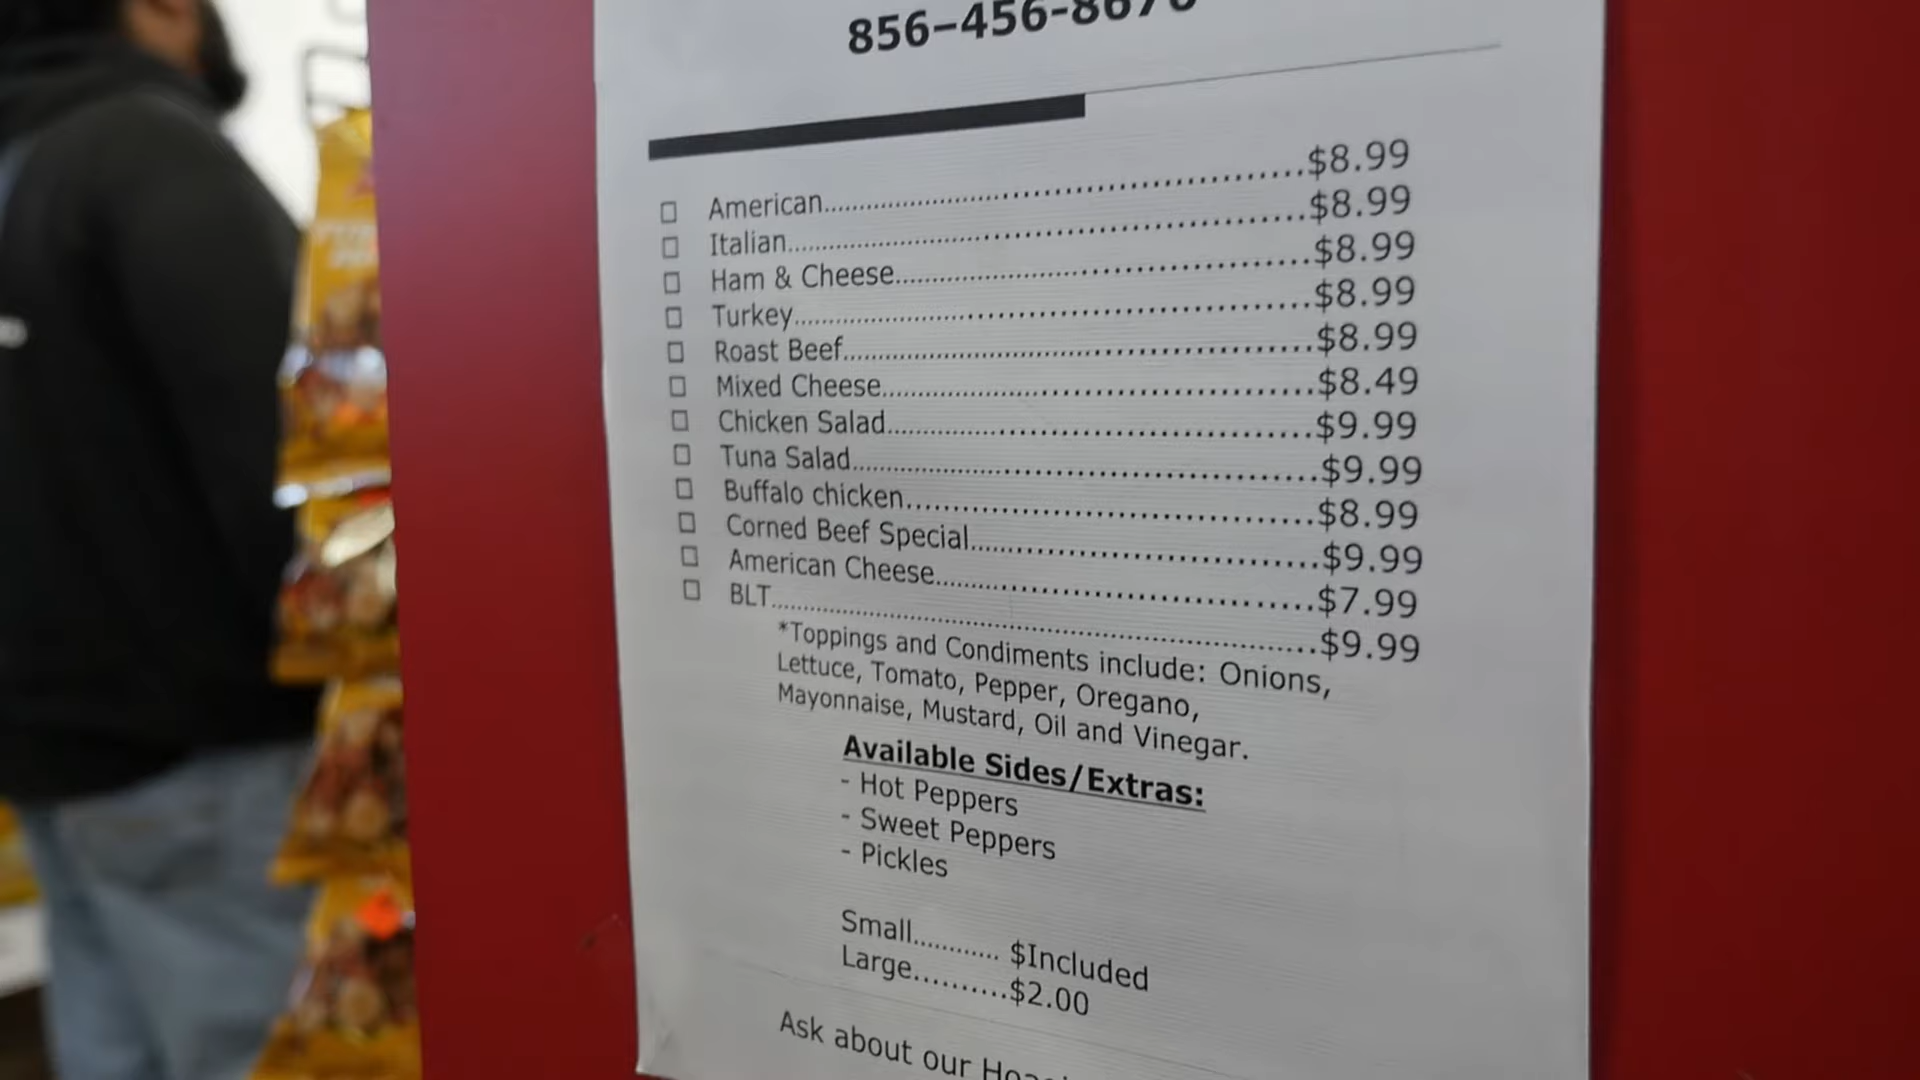 856-456-8676
American..............................$8.99
Italian..............................$8.99
Ham & Cheese..............................$8.99
Turkey..............................$8.99
Roast Beef..............................$8.99
Mixed Cheese..............................$8.49
Chicken Salad..............................$9.99
Tuna Salad..............................$9.99
Buffalo chicken..............................$8.99
Corned Beef Special..............................$9.99
American Cheese..............................$7.99
BLT..............................$9.99
*Toppings and Condiments include: Onions,
Lettuce, Tomato, Pepper, Oregano,
Mayonnaise, Mustard, Oil and Vinegar.
Available Sides/Extras:
- Hot Peppers
- Sweet Peppers
- Pickles
Small............ $Included
Large..........$2.00
Ask about our